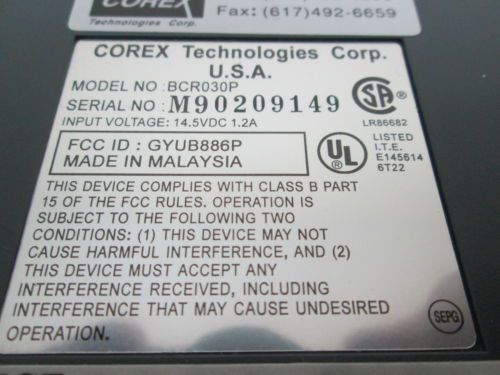 COREX
Technologies Corp.
Fax: (617)492-6659
COREX Technologies Corp.
U.S.A.
MODEL NO : BCR030P
SERIAL NO : M90209149
INPUT VOLTAGE: 14.5VDC 1.2A
SA
LR86682
FCC ID : GYUB886P
MADE IN MALAYSIA
UL
LISTED
I.T.E.
E145614
6T22
THIS DEVICE COMPLIES WITH CLASS B PART
15 OF THE FCC RULES. OPERATION IS
SUBJECT TO THE FOLLOWING TWO
CONDITIONS: (1) THIS DEVICE MAY NOT
CAUSE HARMFUL INTERFERENCE, AND (2)
THIS DEVICE MUST ACCEPT ANY
INTERFERENCE RECEIVED, INCLUDING
INTERFERENCE THAT MAY CAUSE UNDESIRED
OPERATION.
SEPG